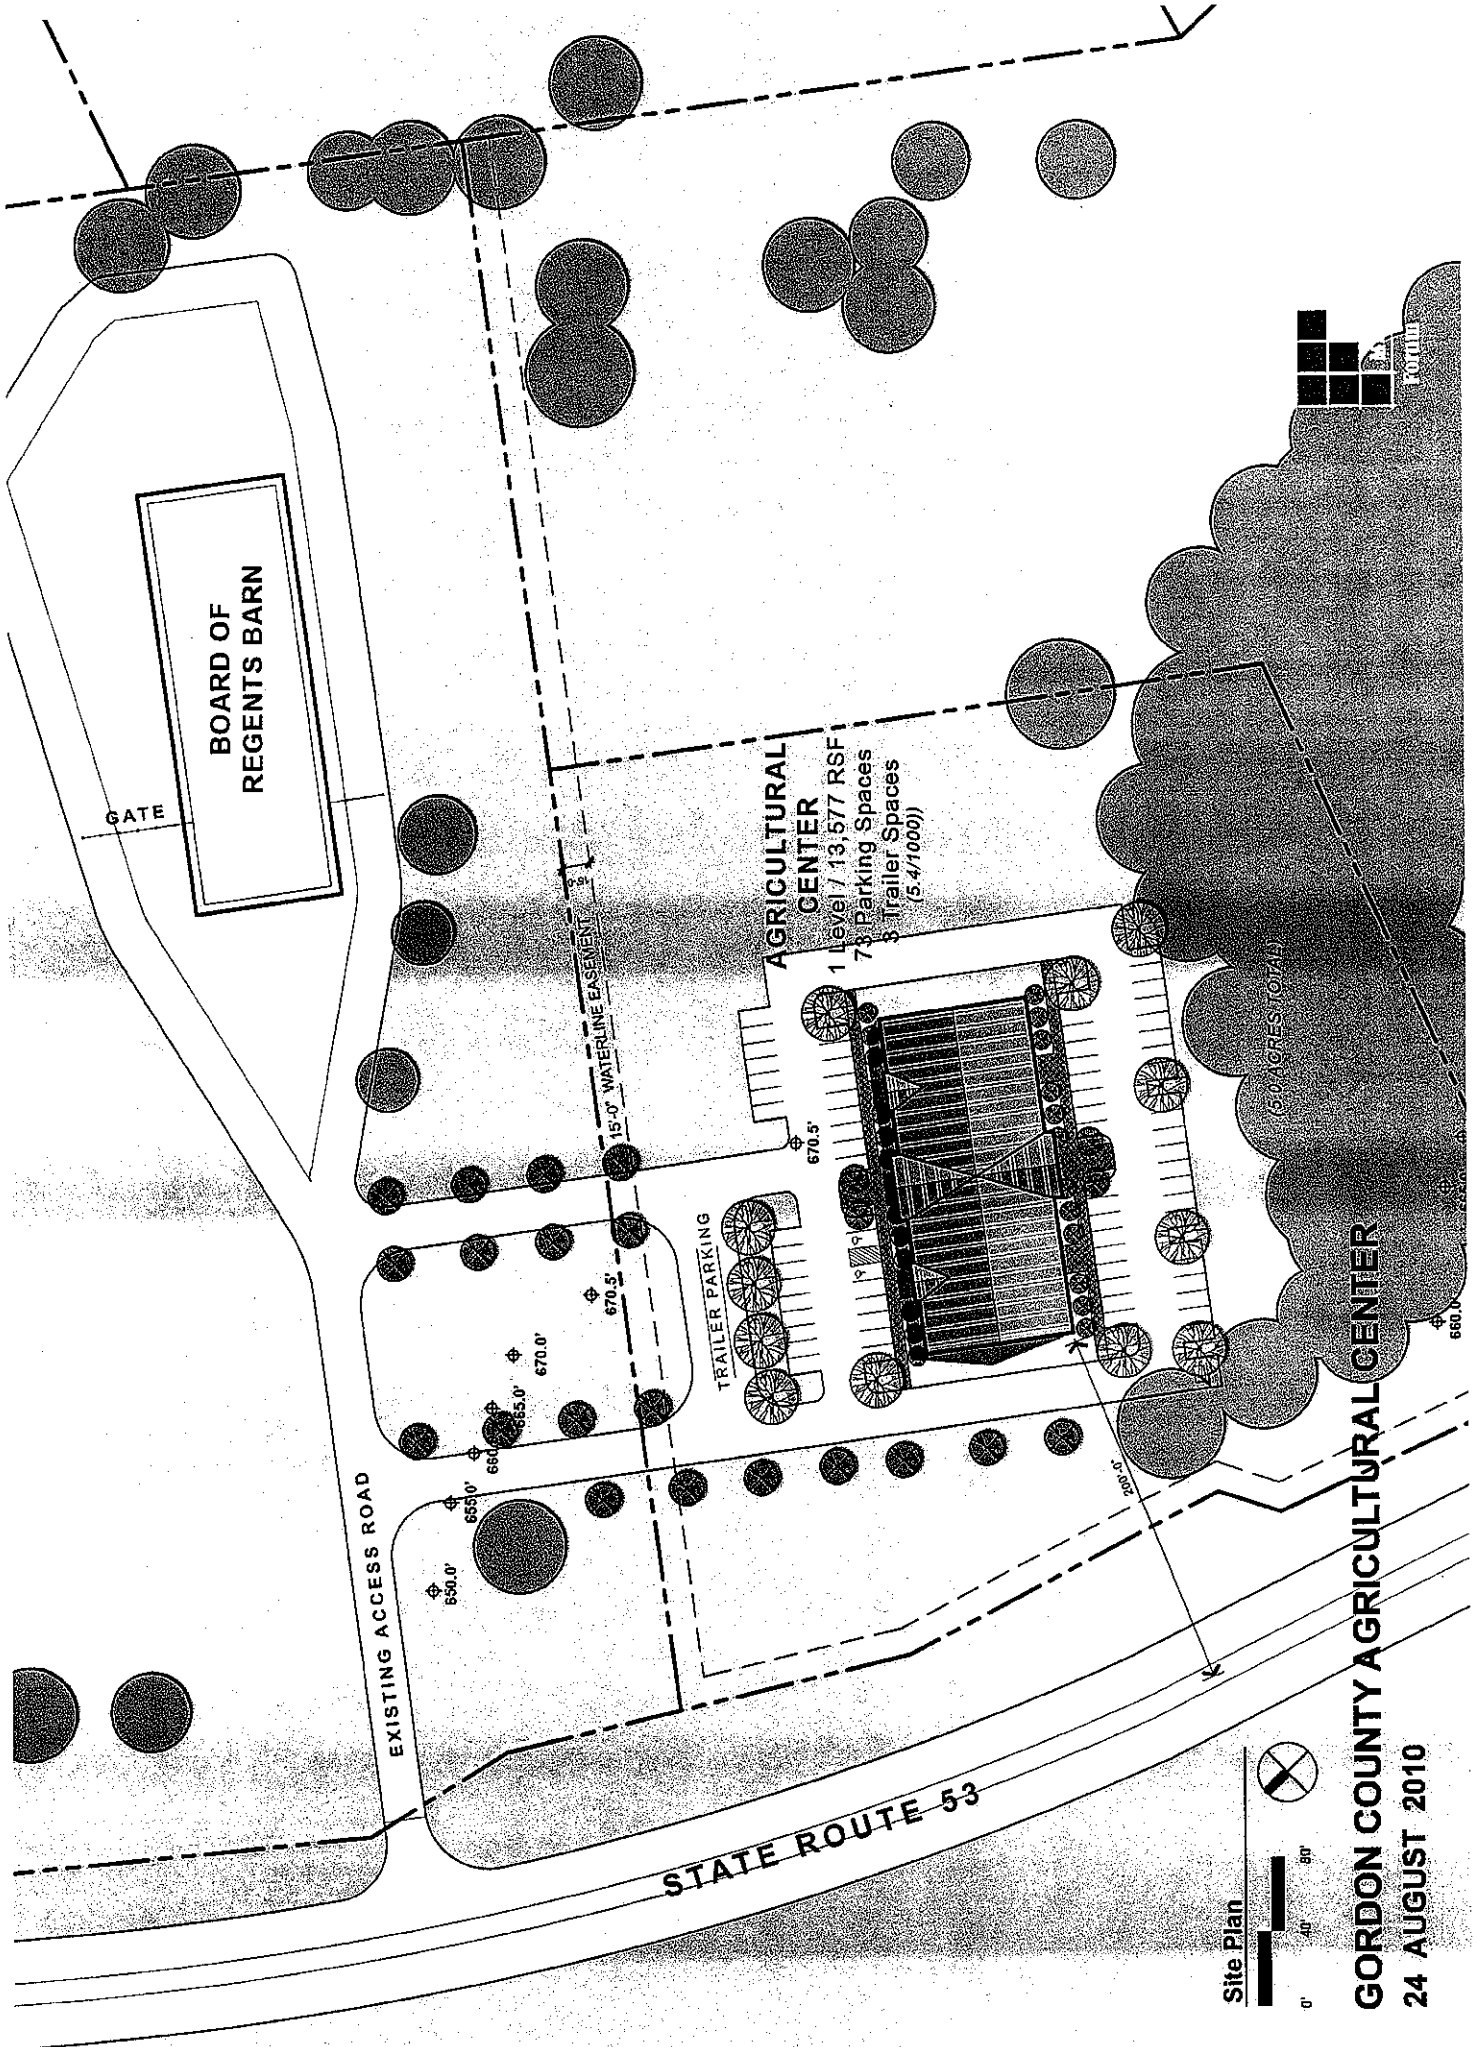 BOARD OF
REGENTS BARN
GATE
EXISTING ACCESS ROAD
650.0'
655.0'
665.0'
670.0'
670.5'
15'-0" WATERLINE EASEMENT
TRAILER PARKING
670.5'
AGRICULTURAL
CENTER
1 Level / 13,577 RSF
73 Parking Spaces
8 Trailer Spaces
(5.4/1000))
(5.0 ACRES TOTAL)
200'-0"
660.0
STATE ROUTE 53
Site Plan
0' 40' 80'
GORDON COUNTY AGRICULTURAL CENTER
24 AUGUST 2010